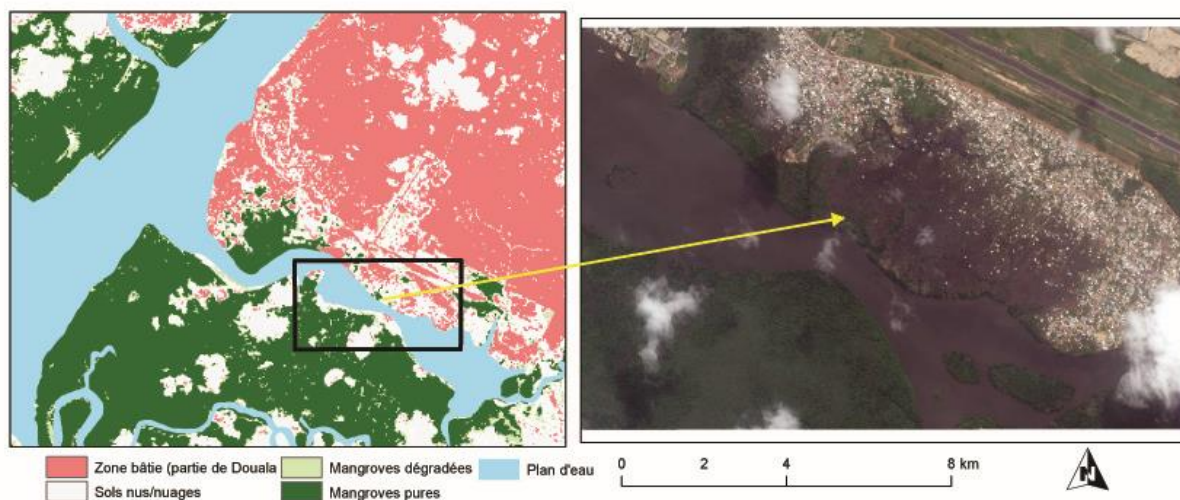 Zone bâtie (partie de Douala
Mangroves dégradées
Plan d'eau
Sols nus/nuages
Mangroves pures
0 2 4 8 km
N